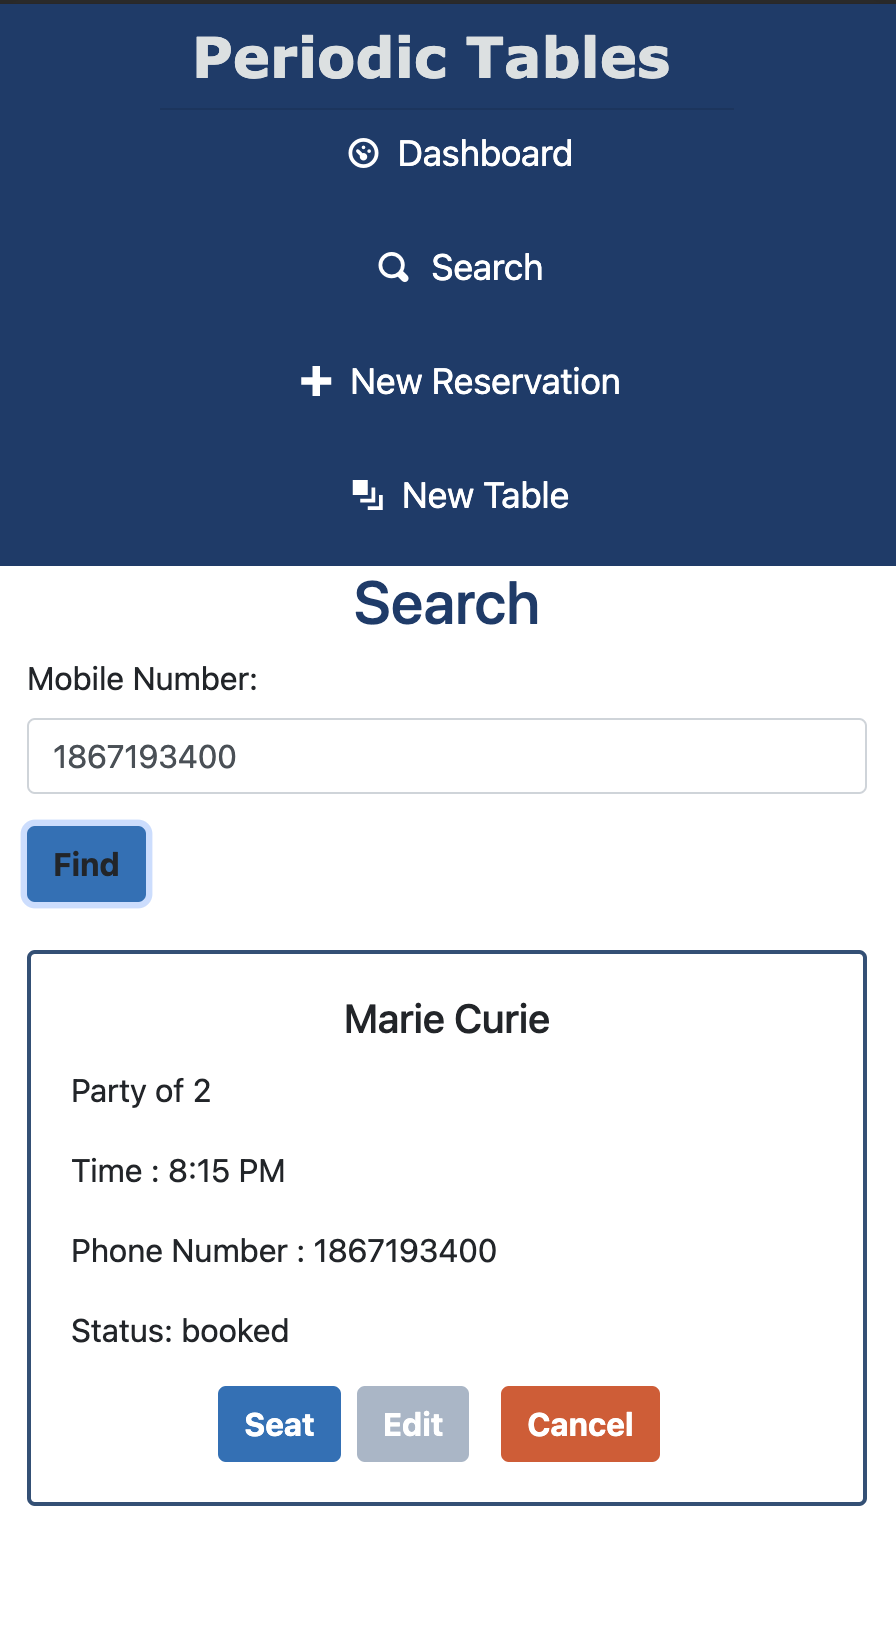 Periodic Tables
Dashboard
Search
New Reservation
New Table
Search
Mobile Number:
1867193400
Find
Marie Curie
Party of 2
Time : 8:15 PM
Phone Number : 1867193400
Status: booked
Seat Edit Cancel